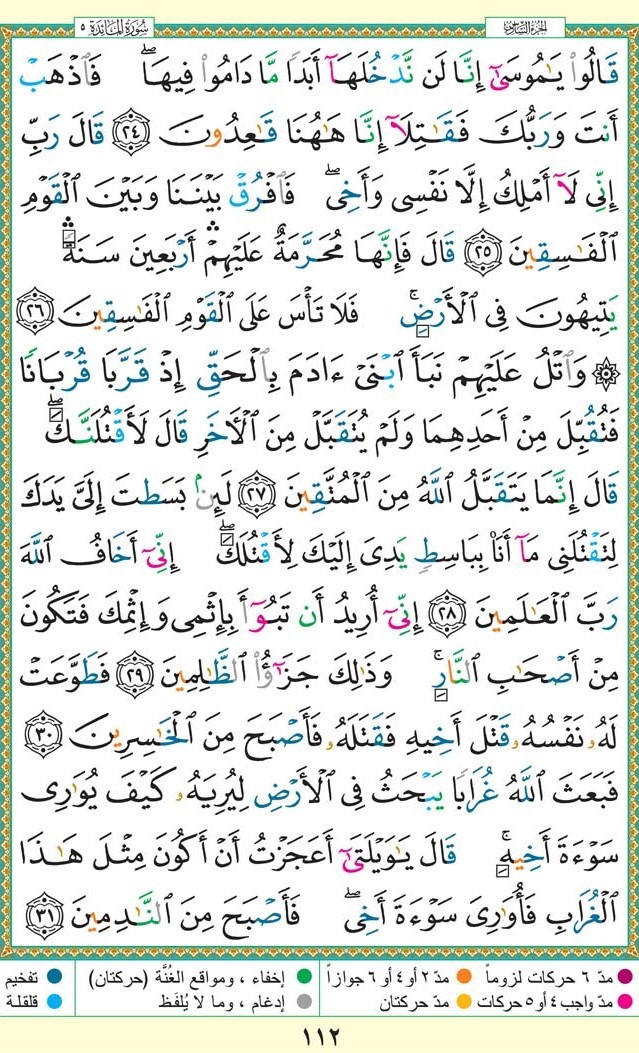 الجزء السادس
سُورَةُ المَائدَة ٥
قَالُوا۟ يَٰمُوسَىٰٓ إِنَّا لَن نَّدْخُلَهَآ أَبَدًا مَّا دَامُوا۟ فِيهَا ۖ فَٱذْهَبْ
أَنتَ وَرَبُّكَ فَقَٰتِلَآ إِنَّا هَٰهُنَا قَٰعِدُونَ ٢٤ قَالَ رَبِّ
إِنِّى لَآ أَمْلِكُ إِلَّا نَفْسِى وَأَخِى ۖ فَٱفْرُقْ بَيْنَنَا وَبَيْنَ ٱلْقَوْمِ
ٱلْفَٰسِقِينَ ٢٥ قَالَ فَإِنَّهَا مُحَرَّمَةٌ عَلَيْهِمْ ۛ أَرْبَعِينَ سَنَةً ۛ
يَتِيهُونَ فِى ٱلْأَرْضِ ۚ فَلَا تَأْسَ عَلَى ٱلْقَوْمِ ٱلْفَٰسِقِينَ ٢٦
۞ وَٱتْلُ عَلَيْهِمْ نَبَأَ ٱبْنَىْ ءَادَمَ بِٱلْحَقِّ إِذْ قَرَّبَا قُرْبَانًا
فَتُقُبِّلَ مِنْ أَحَدِهِمَا وَلَمْ يُتَقَبَّلْ مِنَ ٱلْءَاخَرِ قَالَ لَأَقْتُلَنَّكَ ۖ
قَالَ إِنَّمَا يَتَقَبَّلُ ٱللَّهُ مِنَ ٱلْمُتَّقِينَ ٢٧ لَئِنۢ بَسَطتَ إِلَىَّ يَدَكَ
لِتَقْتُلَنِى مَآ أَنَا۠ بِبَاسِطٍ يَدِىَ إِلَيْكَ لِأَقْتُلَكَ ۖ إِنِّىٓ أَخَافُ ٱللَّهَ
رَبَّ ٱلْعَٰلَمِينَ ٢٨ إِنِّىٓ أُرِيدُ أَن تَبُوٓأَ بِإِثْمِى وَإِثْمِكَ فَتَكُونَ
مِنْ أَصْحَٰبِ ٱلنَّارِ ۚ وَذَٰلِكَ جَزَٰٓؤُا۟ ٱلظَّٰلِمِينَ ٢٩ فَطَوَّعَتْ
لَهُۥ نَفْسُهُۥ قَتْلَ أَخِيهِ فَقَتَلَهُۥ فَأَصْبَحَ مِنَ ٱلْخَٰسِرِينَ ٣٠
فَبَعَثَ ٱللَّهُ غُرَابًا يَبْحَثُ فِى ٱلْأَرْضِ لِيُرِيَهُۥ كَيْفَ يُوَٰرِى
سَوْءَةَ أَخِيهِ ۚ قَالَ يَٰوَيْلَتَىٰٓ أَعَجَزْتُ أَنْ أَكُونَ مِثْلَ هَٰذَا
ٱلْغُرَابِ فَأُوَٰرِىَ سَوْءَةَ أَخِى ۖ فَأَصْبَحَ مِنَ ٱلنَّٰدِمِينَ ٣١
مدّ ٦ حركات لزوماً مدّ ٢ أو ٤ أو ٦ جوازاً إخفاء ، ومواقع الغُنَّة (حركتان) تفخيم
مدّ واجب ٤ أو ٥ حركات مدّ حركتان إدغام ، وما لا يُلفَظ قلقلة
١١٢